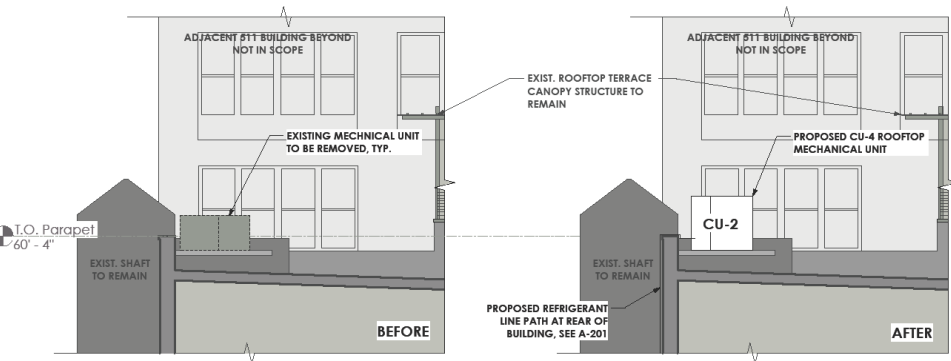 ADJACENT 511 BUILDING BEYOND
NOT IN SCOPE
EXISTING MECHNICAL UNIT
TO BE REMOVED, TYP.
T.O. Parapet
60' - 4"
EXIST. SHAFT
TO REMAIN
BEFORE
EXIST. ROOFTOP TERRACE
CANOPY STRUCTURE TO
REMAIN
ADJACENT 511 BUILDING BEYOND
NOT IN SCOPE
PROPOSED CU-4 ROOFTOP
MECHANICAL UNIT
CU-2
EXIST. SHAFT
TO REMAIN
PROPOSED REFRIGERANT
LINE PATH AT REAR OF
BUILDING, SEE A-201
AFTER